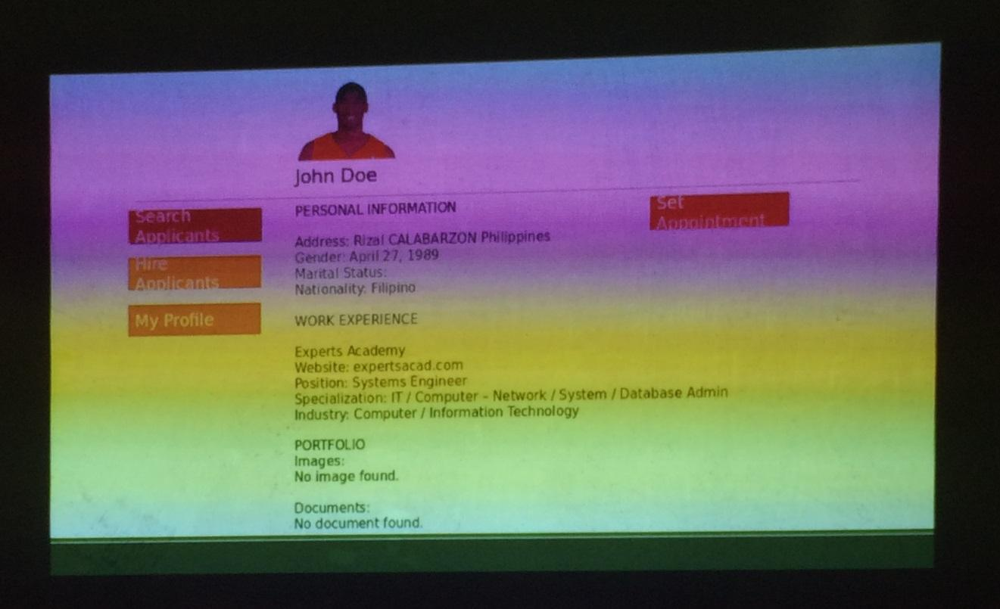 John Doe
Search
Applicants
Hire
Applicants
My Profile
PERSONAL INFORMATION
Address: Rizal CALABARZON Philippines
Gender: April 27, 1989
Marital Status:
Nationality: Filipino
WORK EXPERIENCE
Experts Academy
Website: expertsacad.com
Position: Systems Engineer
Specialization: IT / Computer - Network / System / Database Admin
Industry: Computer / Information Technology
PORTFOLIO
Images:
No image found.
Documents:
No document found.
Set
Appointment